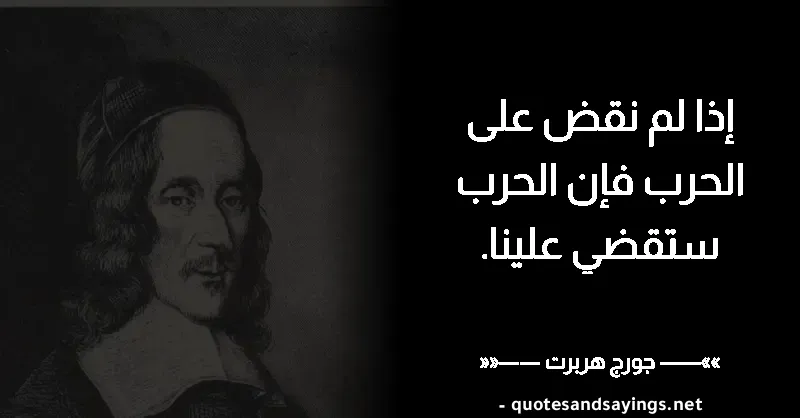 إذا لم نقض على
الحرب فإن الحرب
ستقضي علينا.
»»—— جورج هربرت ——««
- quotesandsayings.net